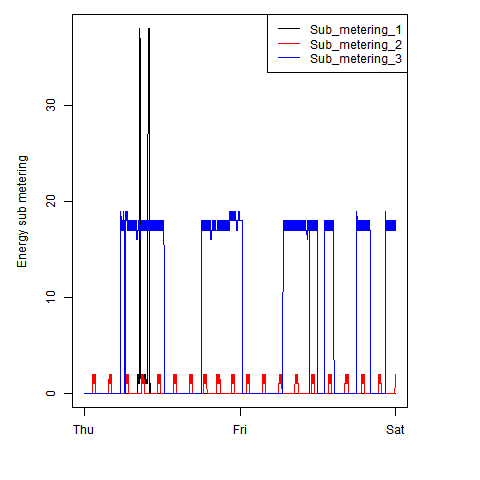 Sub_metering_1
Sub_metering_2
Sub_metering_3
Energy sub metering
30
20
10
0
Thu
Fri
Sat